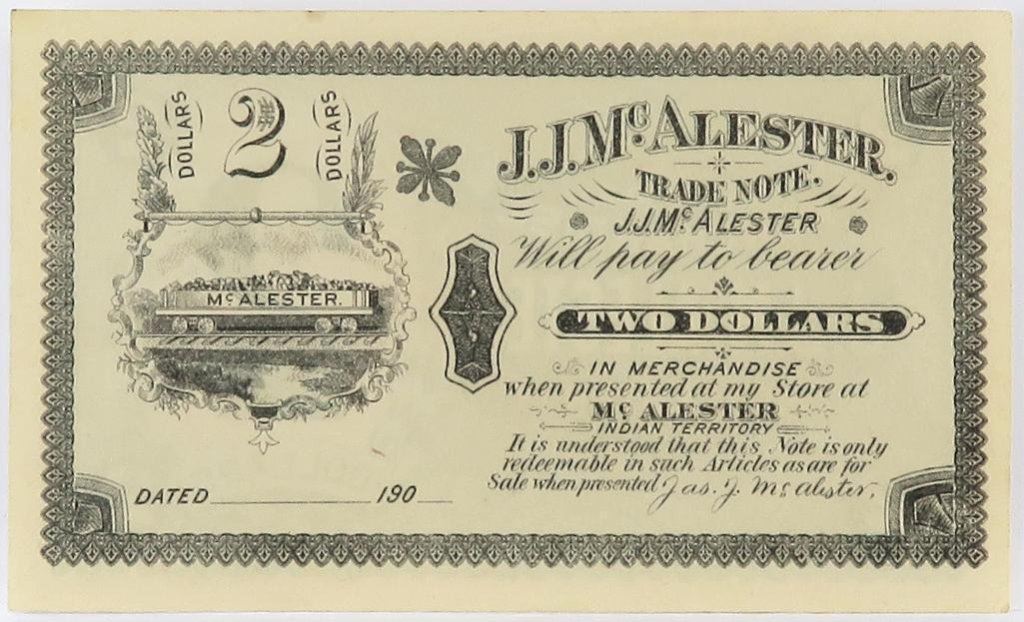 DOLLARS 2 DOLLARS
McALESTER.
DATED 190
J.J.McALESTER.
TRADE NOTE.
J.J.McALESTER
Will pay to bearer
TWO DOLLARS
IN MERCHANDISE
when presented at my Store at
Mc ALESTER
INDIAN TERRITORY
It is understood that this Note is only
redeemable in such Articles as are for
Sale when presented Jas. J. McAlester,